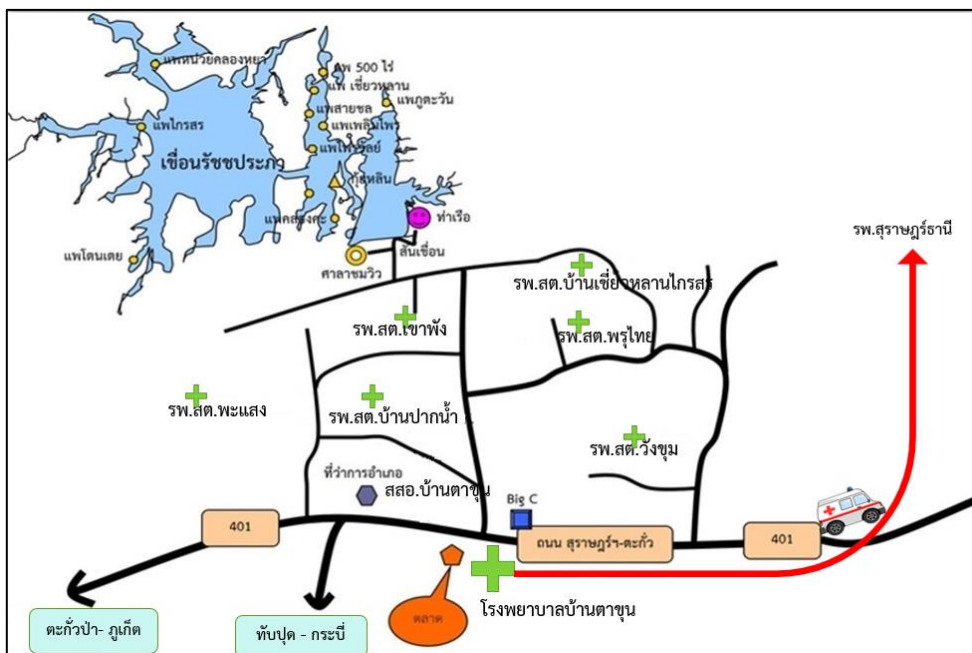 แพหน่วยคลองหยา
แพ 500 ไร่
แพ เชี่ยวหลาน
แพภูตะวัน
แพสายชล
แพเพลินไพร
แพไกรสร
เขื่อนรัชชประภา
กุ้ยหลิน
ท่าเรือ
แพคลองคะ
สันเขื่อน
แพโตนเตย
ศาลาชมวิว
รพ.สุราษฎร์ธานี
รพ.สต.บ้านเชี่ยวหลานไกรสร
รพ.สต.เขาพัง
รพ.สต.พรุไทย
รพ.สต.พะแสง
รพ.สต.บ้านปากน้ำ
รพ.สต.วังขุม
ที่ว่าการอำเภอ
สสอ.บ้านตาขุน
Big C
401
ถนน สุราษฎร์ฯ-ตะกั่ว
401
ตลาด
โรงพยาบาลบ้านตาขุน
ตะกั่วป่า- ภูเก็ต
ทับปุด - กระบี่